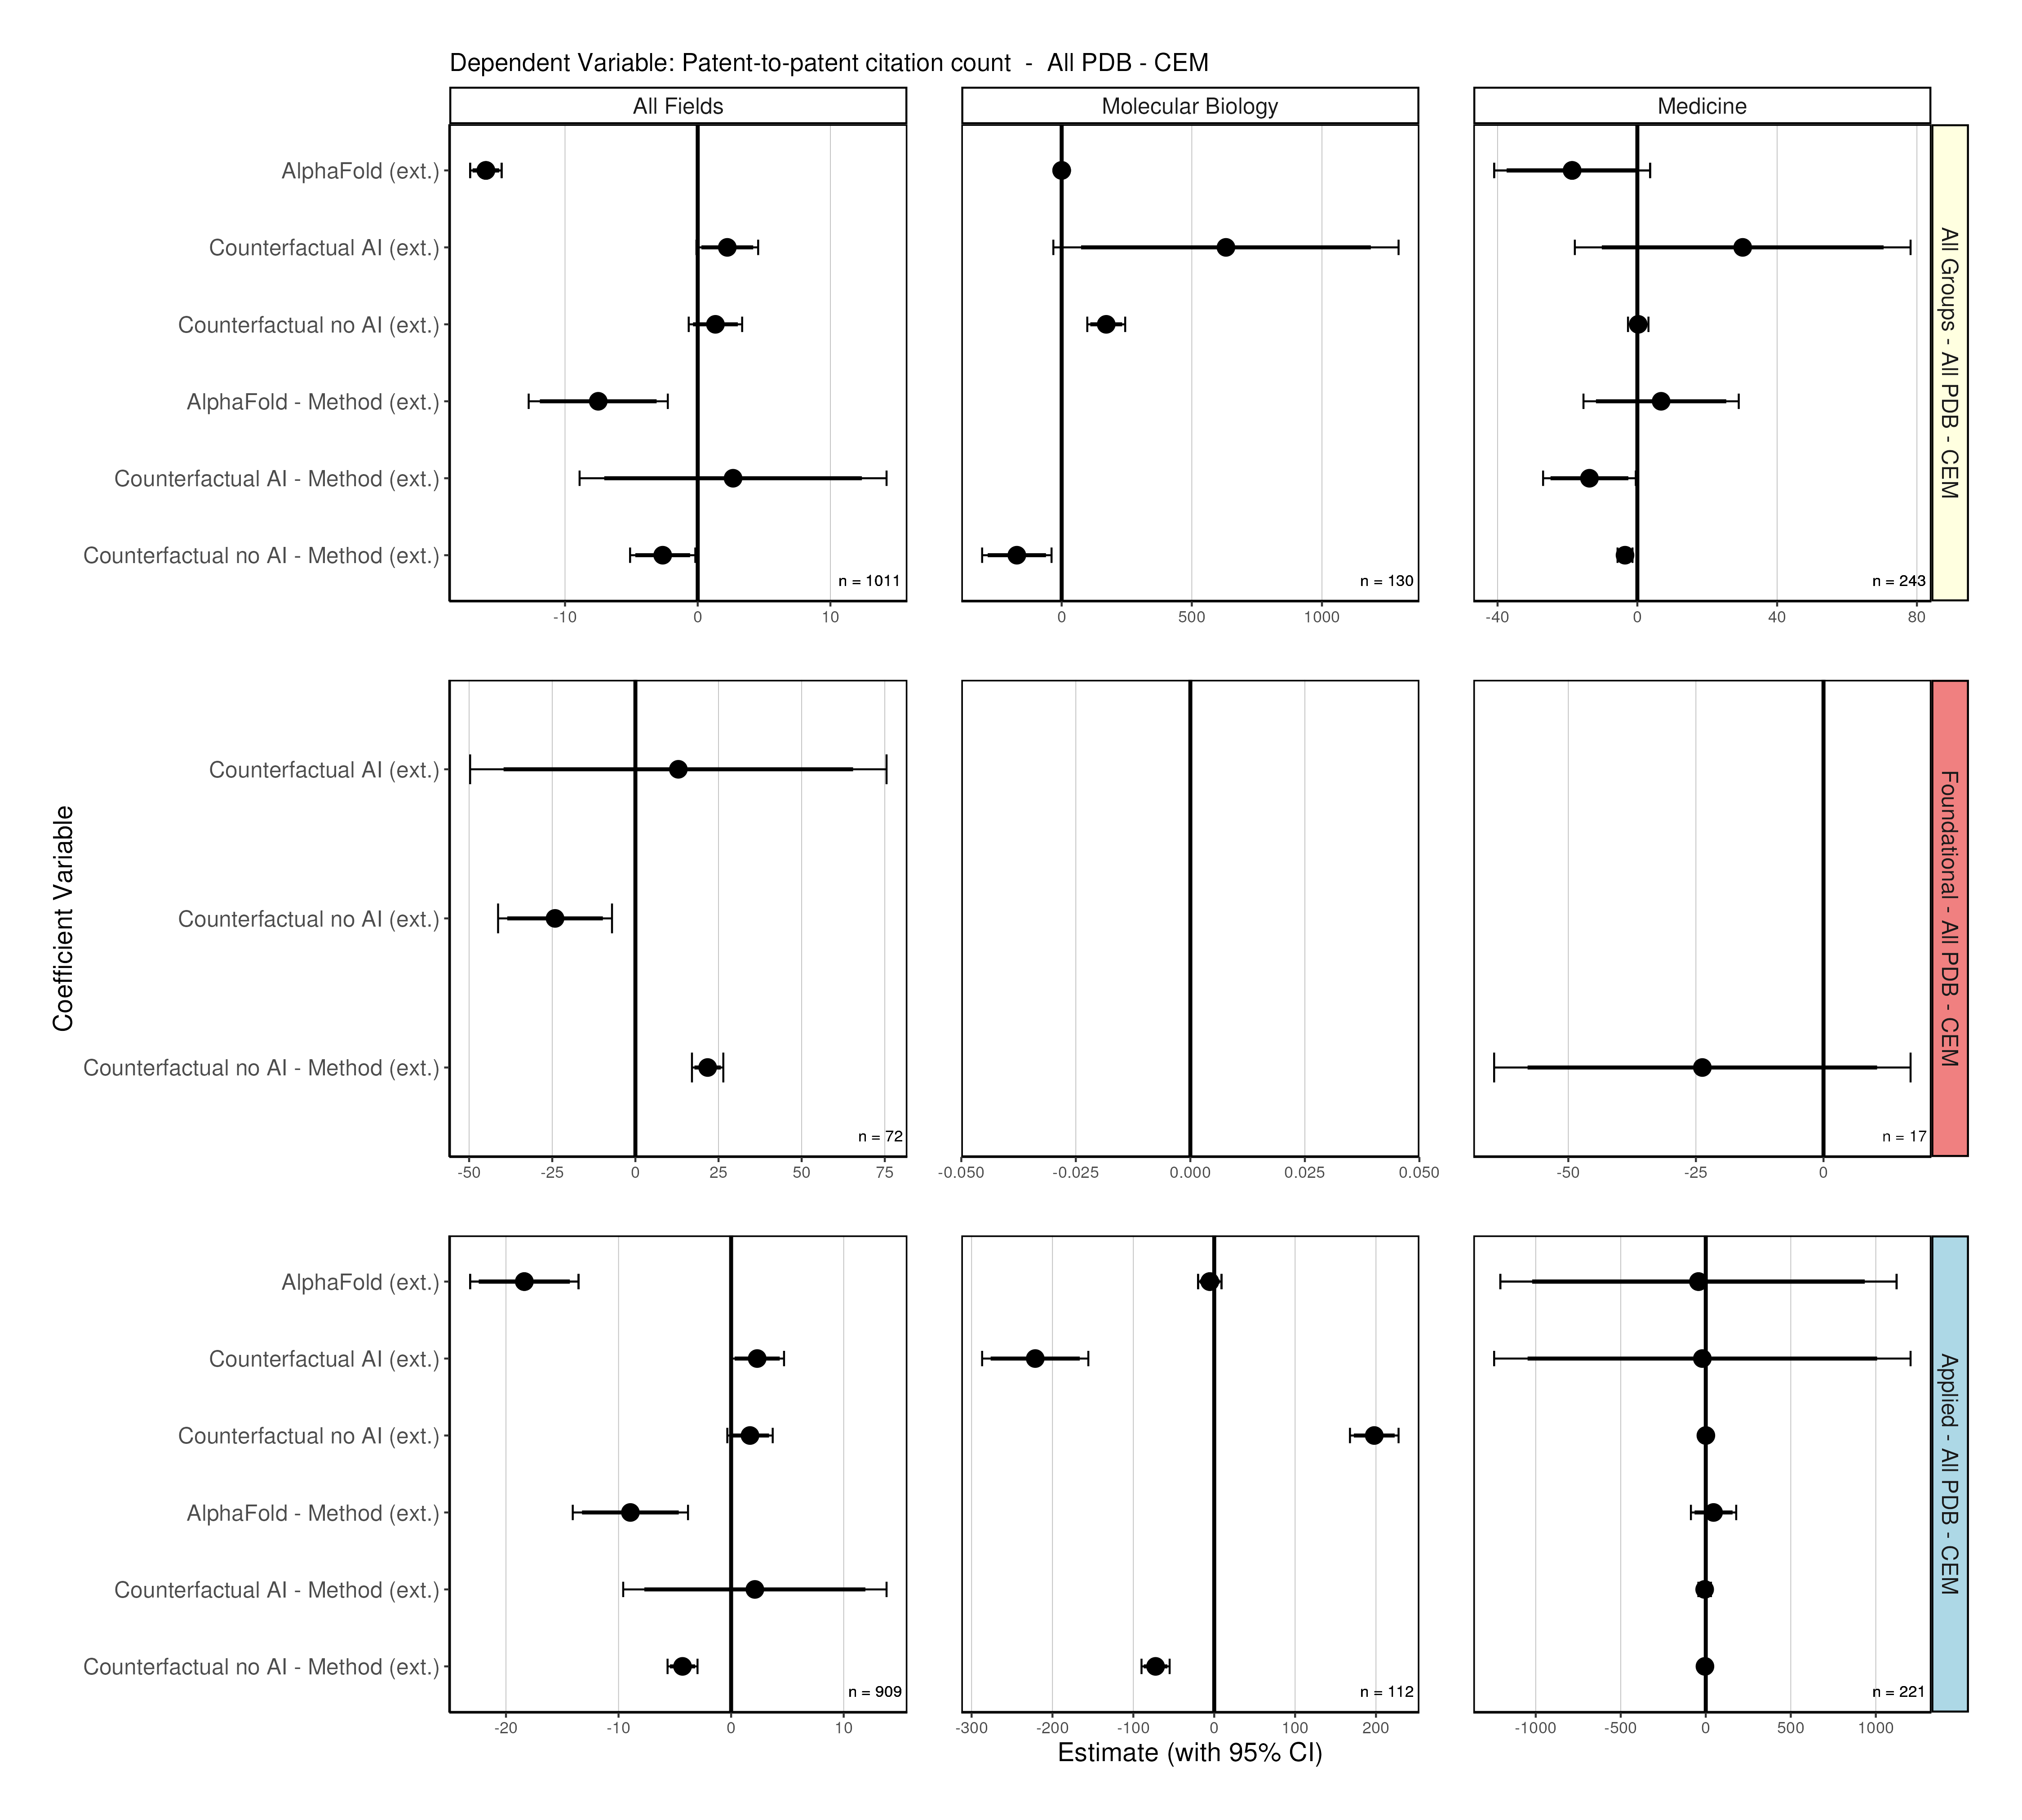 Dependent Variable: Patent-to-patent citation count - All PDB - CEM
All Fields
Molecular Biology
Medicine
AlphaFold (ext.)
Counterfactual AI (ext.)
Counterfactual no AI (ext.)
AlphaFold - Method (ext.)
Counterfactual AI - Method (ext.)
Counterfactual no AI - Method (ext.)
n = 1011
n = 130
n = 243
-10 0 10
0 500 1000
-40 0 40 80
All Groups - All PDB - CEM
Coefficient Variable
Counterfactual AI (ext.)
Counterfactual no AI (ext.)
Counterfactual no AI - Method (ext.)
n = 72
n = 17
-50 -25 0 25 50 75
-0.050 -0.025 0.000 0.025 0.050
-50 -25 0
Foundational - All PDB - CEM
AlphaFold (ext.)
Counterfactual AI (ext.)
Counterfactual no AI (ext.)
AlphaFold - Method (ext.)
Counterfactual AI - Method (ext.)
Counterfactual no AI - Method (ext.)
n = 909
n = 112
n = 221
-20 -10 0 10
-300 -200 -100 0 100 200
-1000 -500 0 500 1000
Applied - All PDB - CEM
Estimate (with 95% CI)